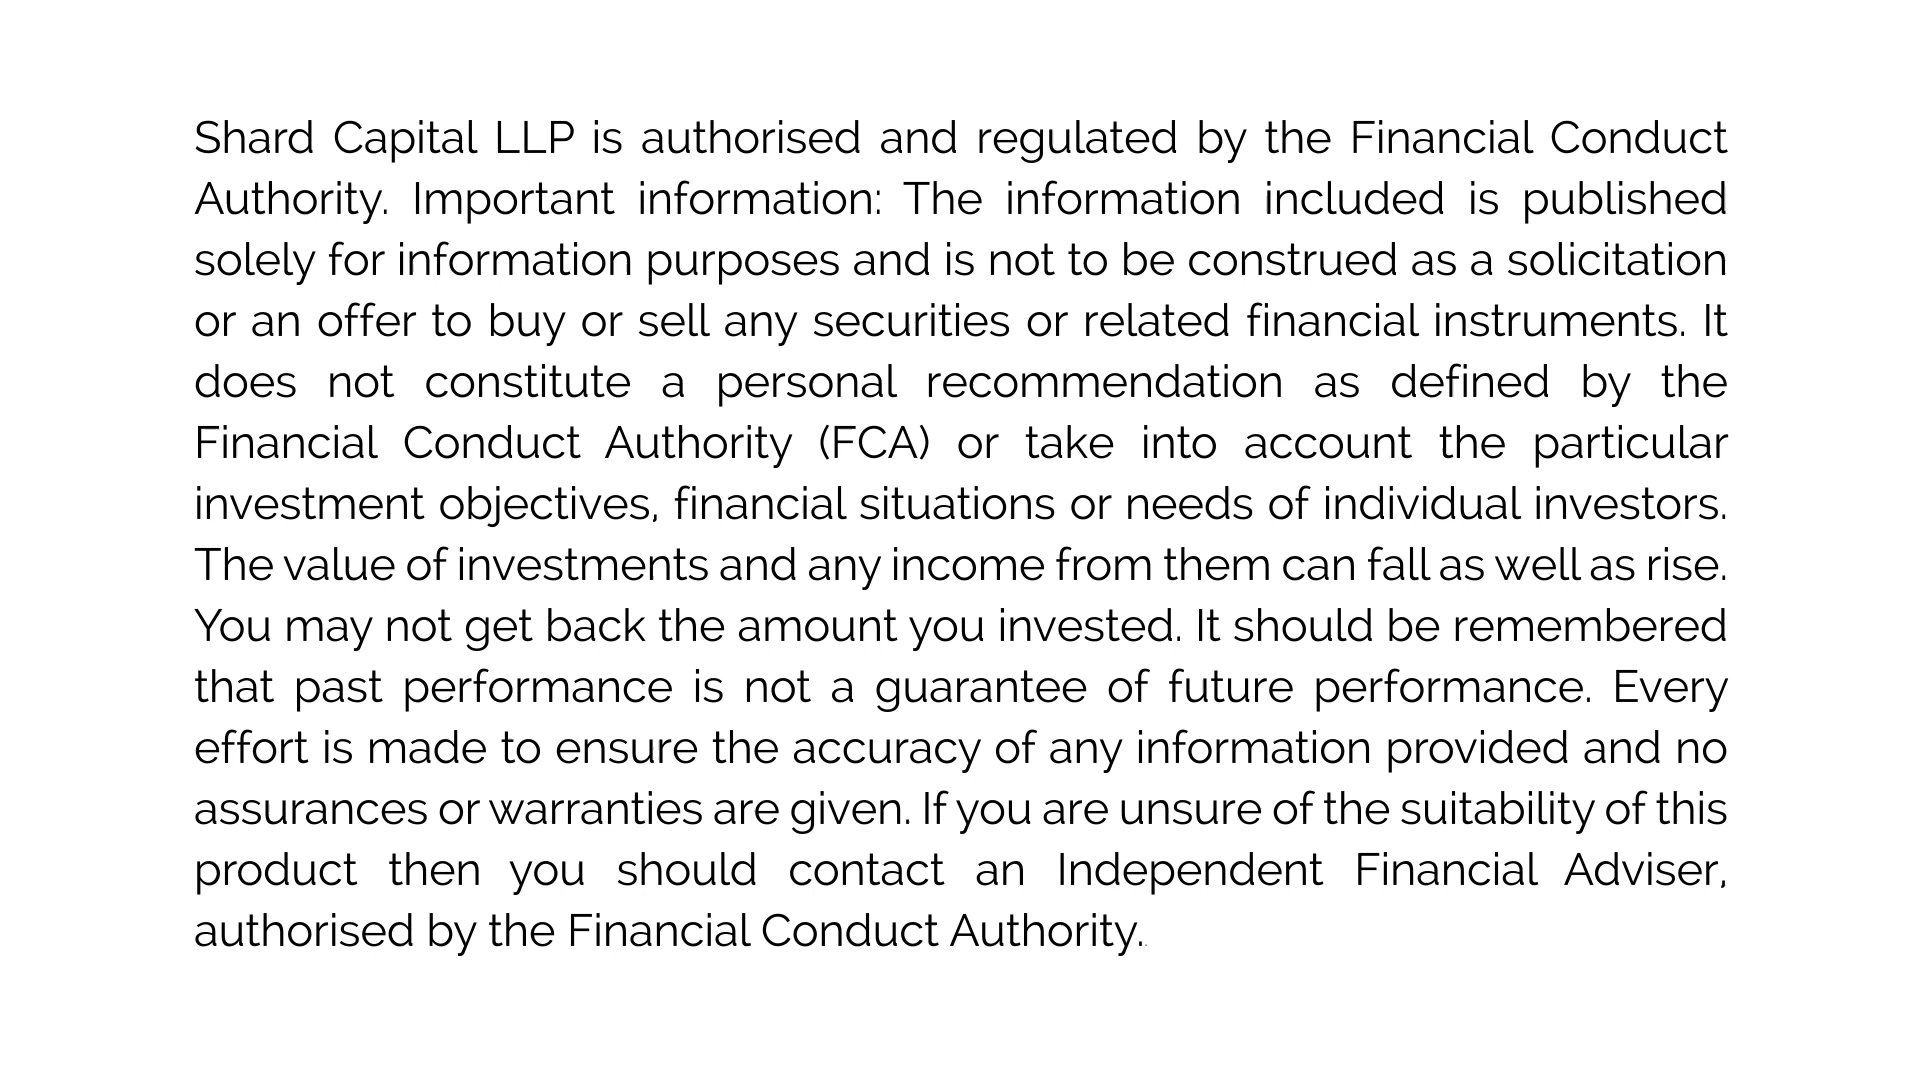 Shard Capital LLP is authorised and regulated by the Financial Conduct
Authority. Important information: The information included is published
solely for information purposes and is not to be construed as a solicitation
or an offer to buy or sell any securities or related financial instruments. It
does not constitute a personal recommendation as defined by the
Financial Conduct Authority (FCA) or take into account the particular
investment objectives, financial situations or needs of individual investors.
The value of investments and any income from them can fall as well as rise.
You may not get back the amount you invested. It should be remembered
that past performance is not a guarantee of future performance. Every
effort is made to ensure the accuracy of any information provided and no
assurances or warranties are given. If you are unsure of the suitability of this
product then you should contact an Independent Financial Adviser,
authorised by the Financial Conduct Authority..